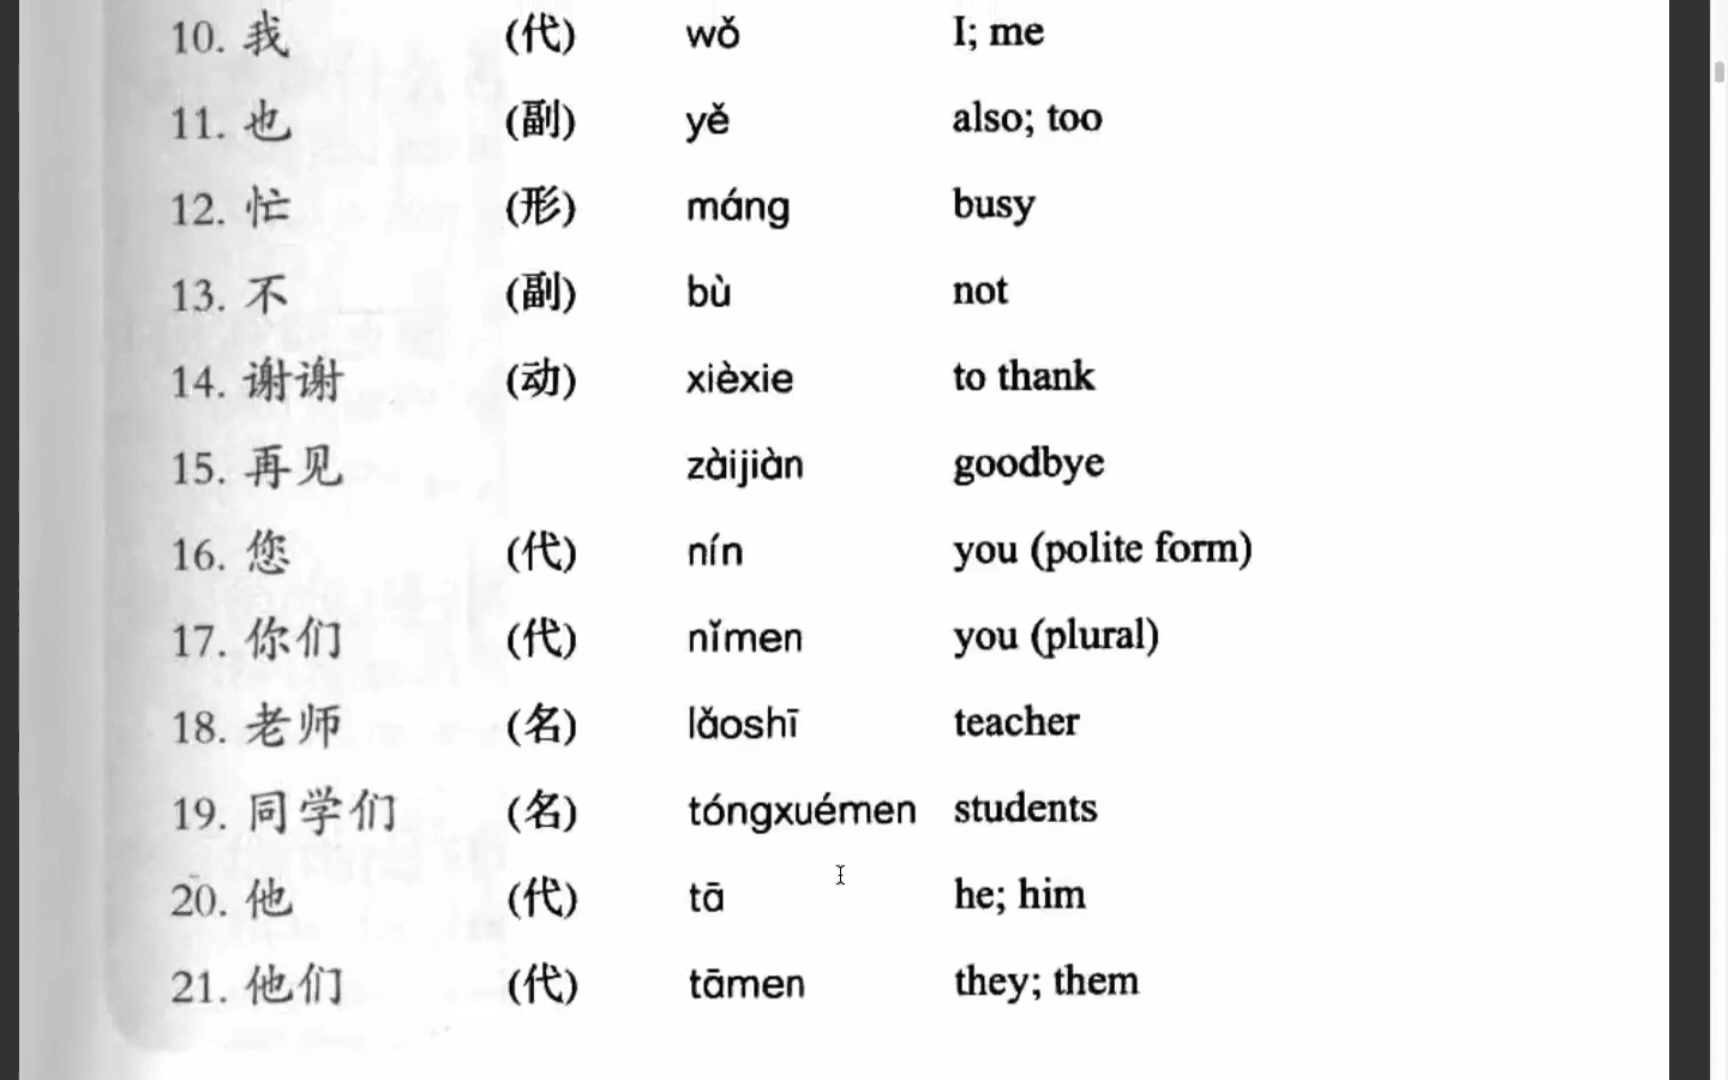 10. 我 (代) wǒ I; me
11. 也 (副) yě also; too
12. 忙 (形) máng busy
13. 不 (副) bù not
14. 谢谢 (动) xièxie to thank
15. 再见 zàijiàn goodbye
16. 您 (代) nín you (polite form)
17. 你们 (代) nǐmen you (plural)
18. 老师 (名) lǎoshī teacher
19. 同学们 (名) tóngxuémen students
20. 他 (代) tā he; him
21. 他们 (代) tāmen they; them